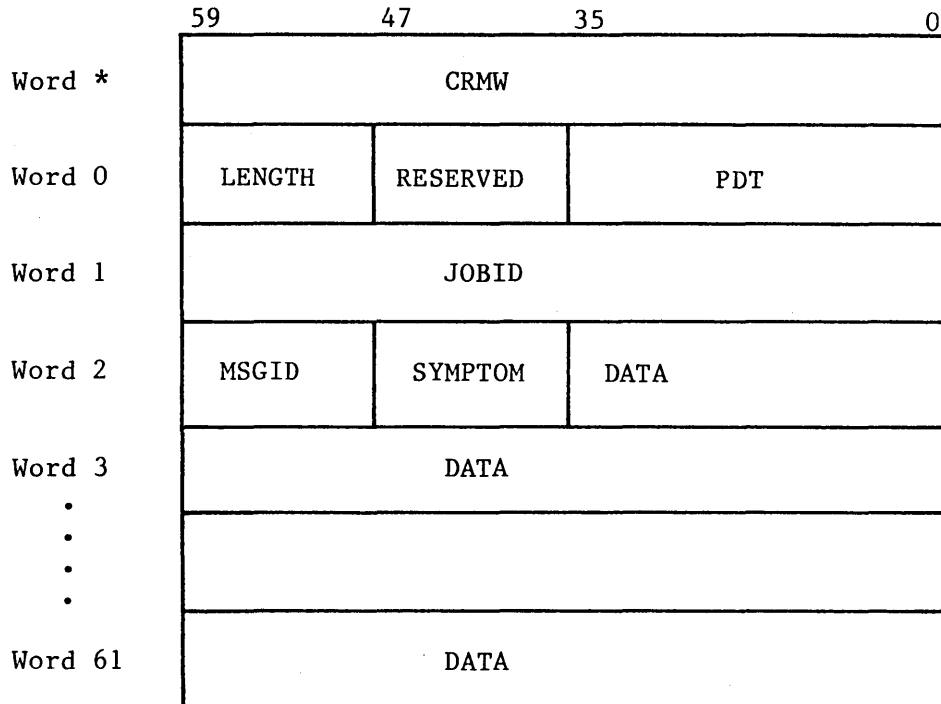 59 47 35 0
Word * CRMW
Word 0 LENGTH RESERVED PDT
Word 1 JOBID
Word 2 MSGID SYMPTOM DATA
Word 3 DATA
Word 61 DATA